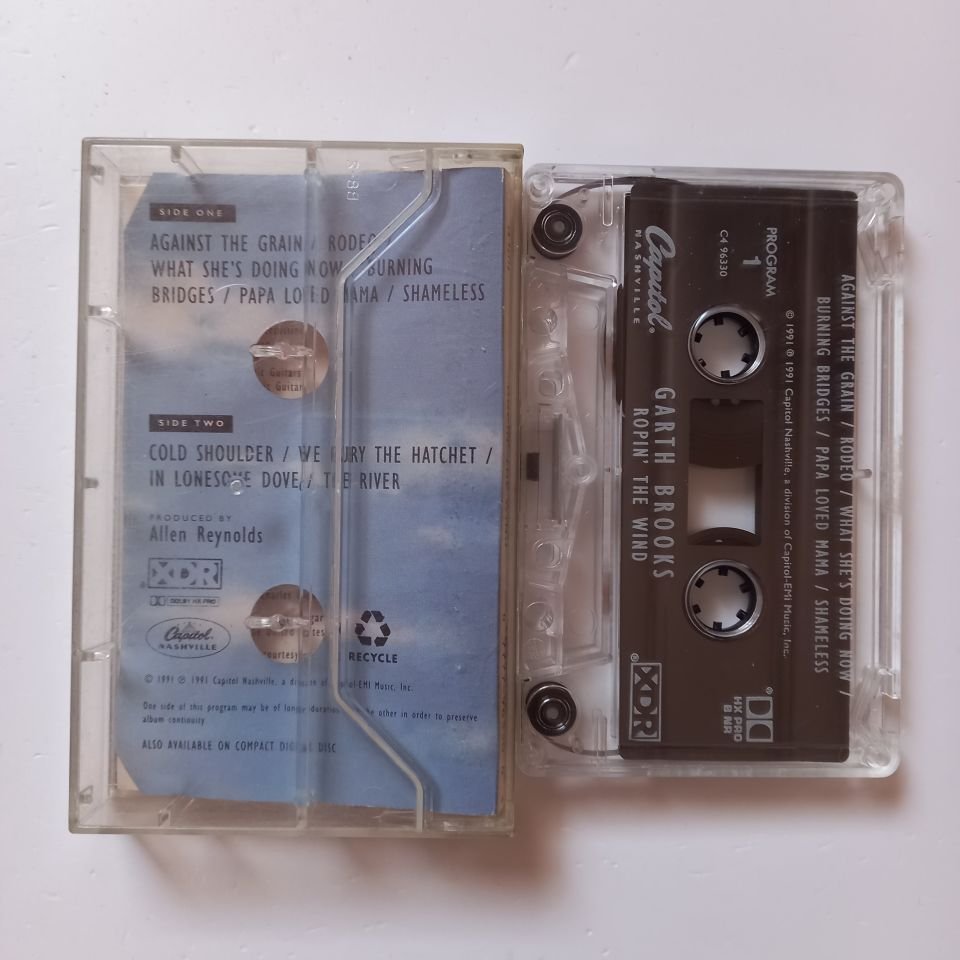 SIDE ONE
AGAINST THE GRAIN / RODEO /
WHAT SHE'S DOING NOW / BURNING
BRIDGES / PAPA LOVED MAMA / SHAMELESS
Guitars
Guitar
SIDE TWO
COLD SHOULDER / WE BURY THE HATCHET /
IN LONESOME DOVE / THE RIVER
PRODUCED BY
Allen Reynolds
XDR
DOLBY HX PRO
Capitol
NASHVILLE
RECYCLE
© 1991 ℗ 1991 Capitol Nashville, a division of Capitol-EMI Music, Inc.
One side of this program may be of longer duration the other in order to preserve
album continuity
ALSO AVAILABLE ON COMPACT DIGITAL DISC
Capitol®
NASHVILLE
PROGRAM
1
C4 96330
GARTH BROOKS
ROPIN' THE WIND
© 1991 ℗ 1991 Capitol Nashville, a division of Capitol-EMI Music, Inc.
AGAINST THE GRAIN / RODEO / WHAT SHE'S DOING NOW /
BURNING BRIDGES / PAPA LOVED MAMA / SHAMELESS
XDR®
HX PRO
B NR